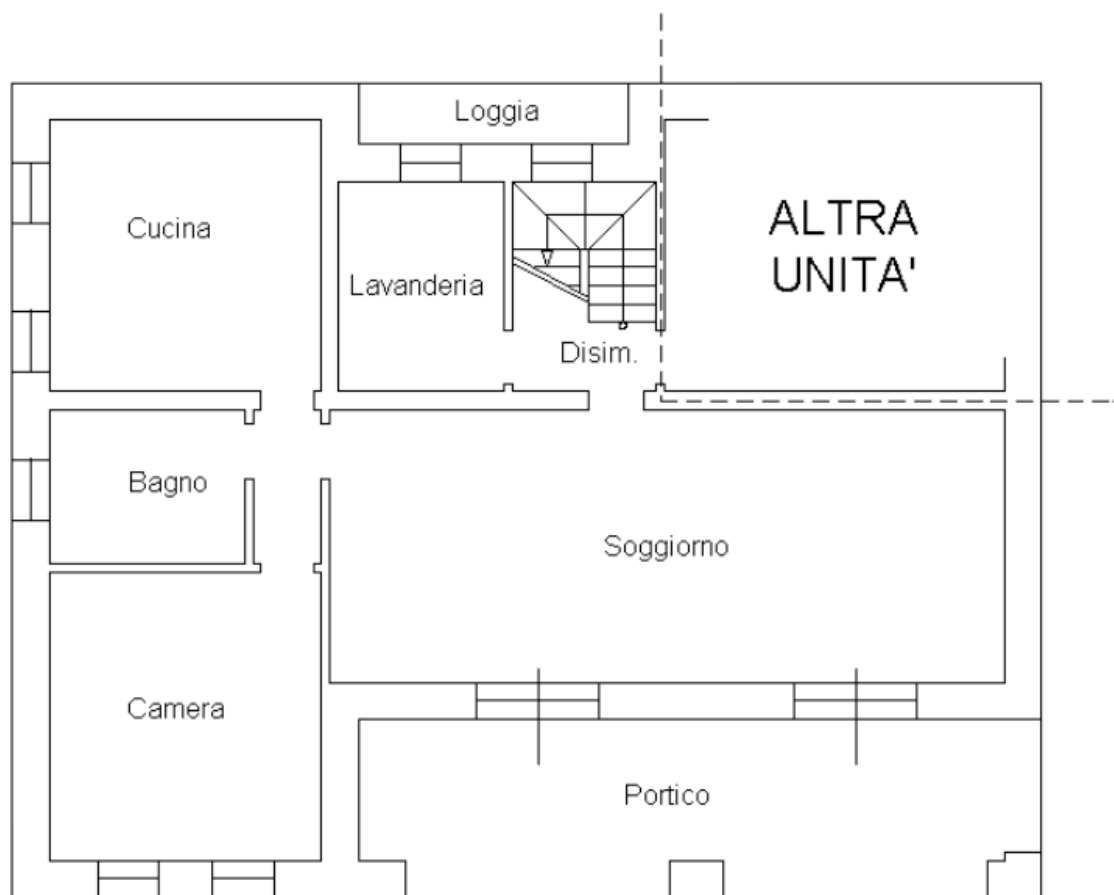 Loggia
Cucina
ALTRA
UNITA'
Lavanderia
Disim.
Bagno
Soggiorno
Camera
Portico